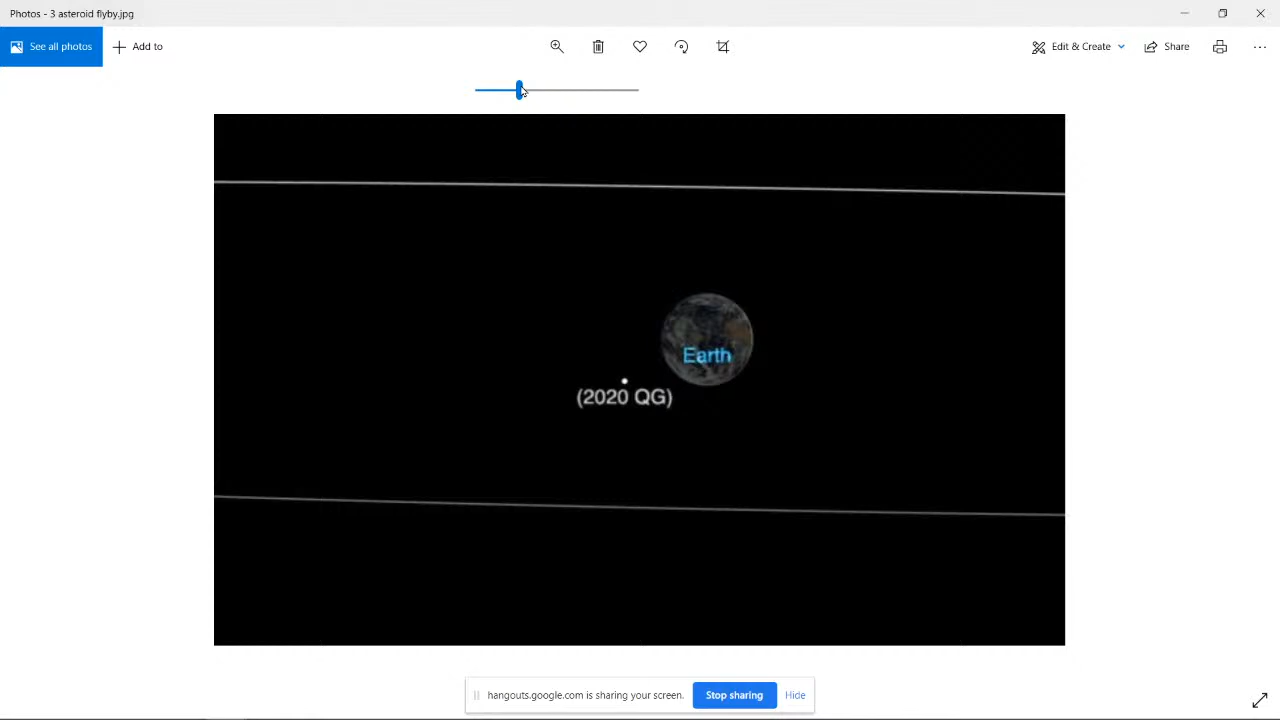 Photos - 3 asteroid flyby.jpg
See all photos
Add to
Edit & Create
Share
Earth
(2020 QG)
hangouts.google.com is sharing your screen.
Stop sharing
Hide